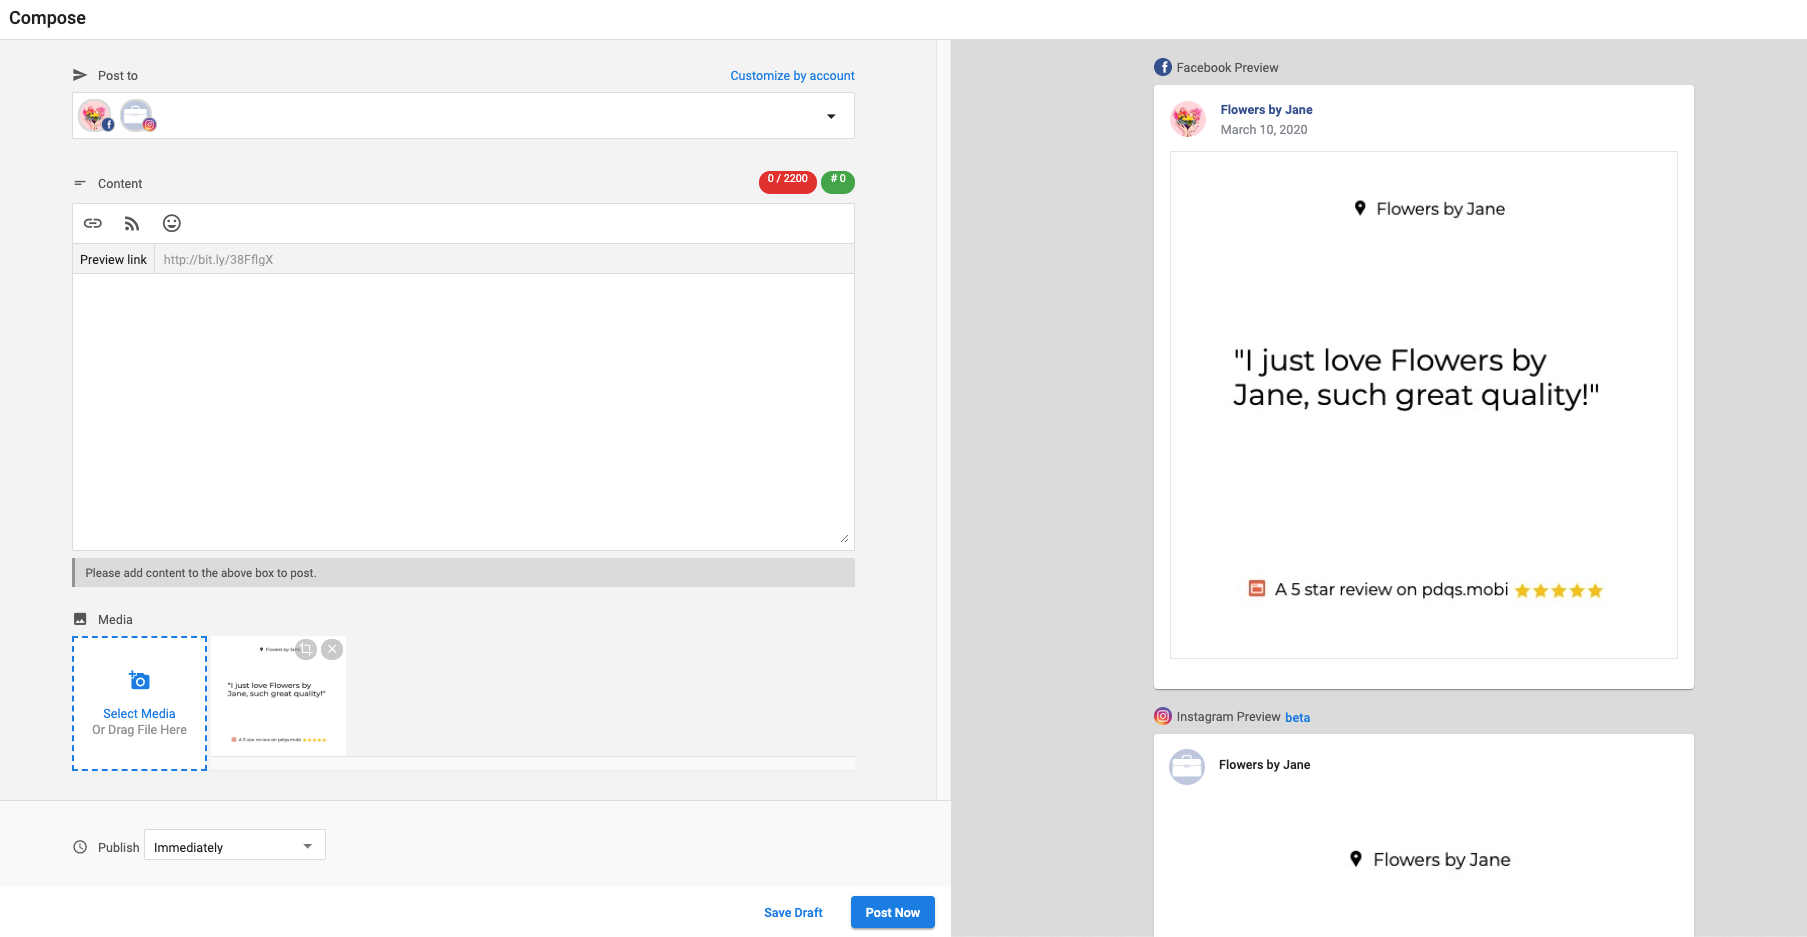 Compose
Post to
Customize by account
Content
0 / 2200
# 0
Preview link
http://bit.ly/38FflgX
Please add content to the above box to post.
Media
Select Media
Or Drag File Here
Flowers by Jane
"I just love Flowers by
Jane, such great quality!"
A 5 star review on pdqs.mobi
Publish
Immediately
Save Draft
Post Now
Facebook Preview
Flowers by Jane
March 10, 2020
Flowers by Jane
"I just love Flowers by
Jane, such great quality!"
A 5 star review on pdqs.mobi
Instagram Preview beta
Flowers by Jane
Flowers by Jane